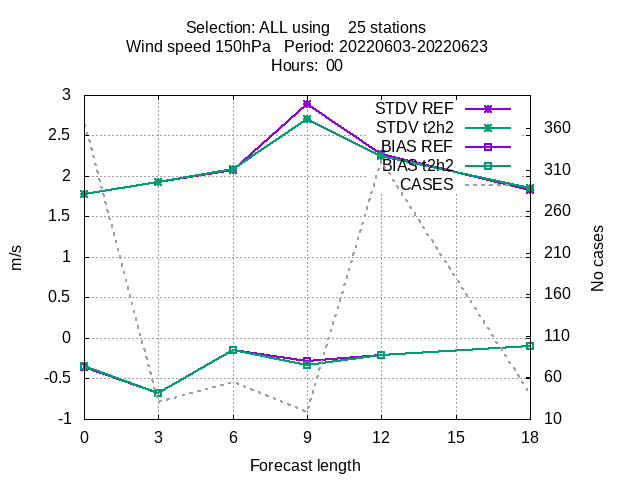 Selection: ALL using    25 stations
Wind speed 150hPa   Period: 20220603-20220623
Hours:  00
3
2.5
2
1.5
1
0.5
0
-0.5
-1
m/s
STDV REF
STDV t2h2
BIAS REF
BIAS t2h2
CASES
360
310
260
210
160
110
60
10
No cases
0 3 6 9 12 15 18
Forecast length